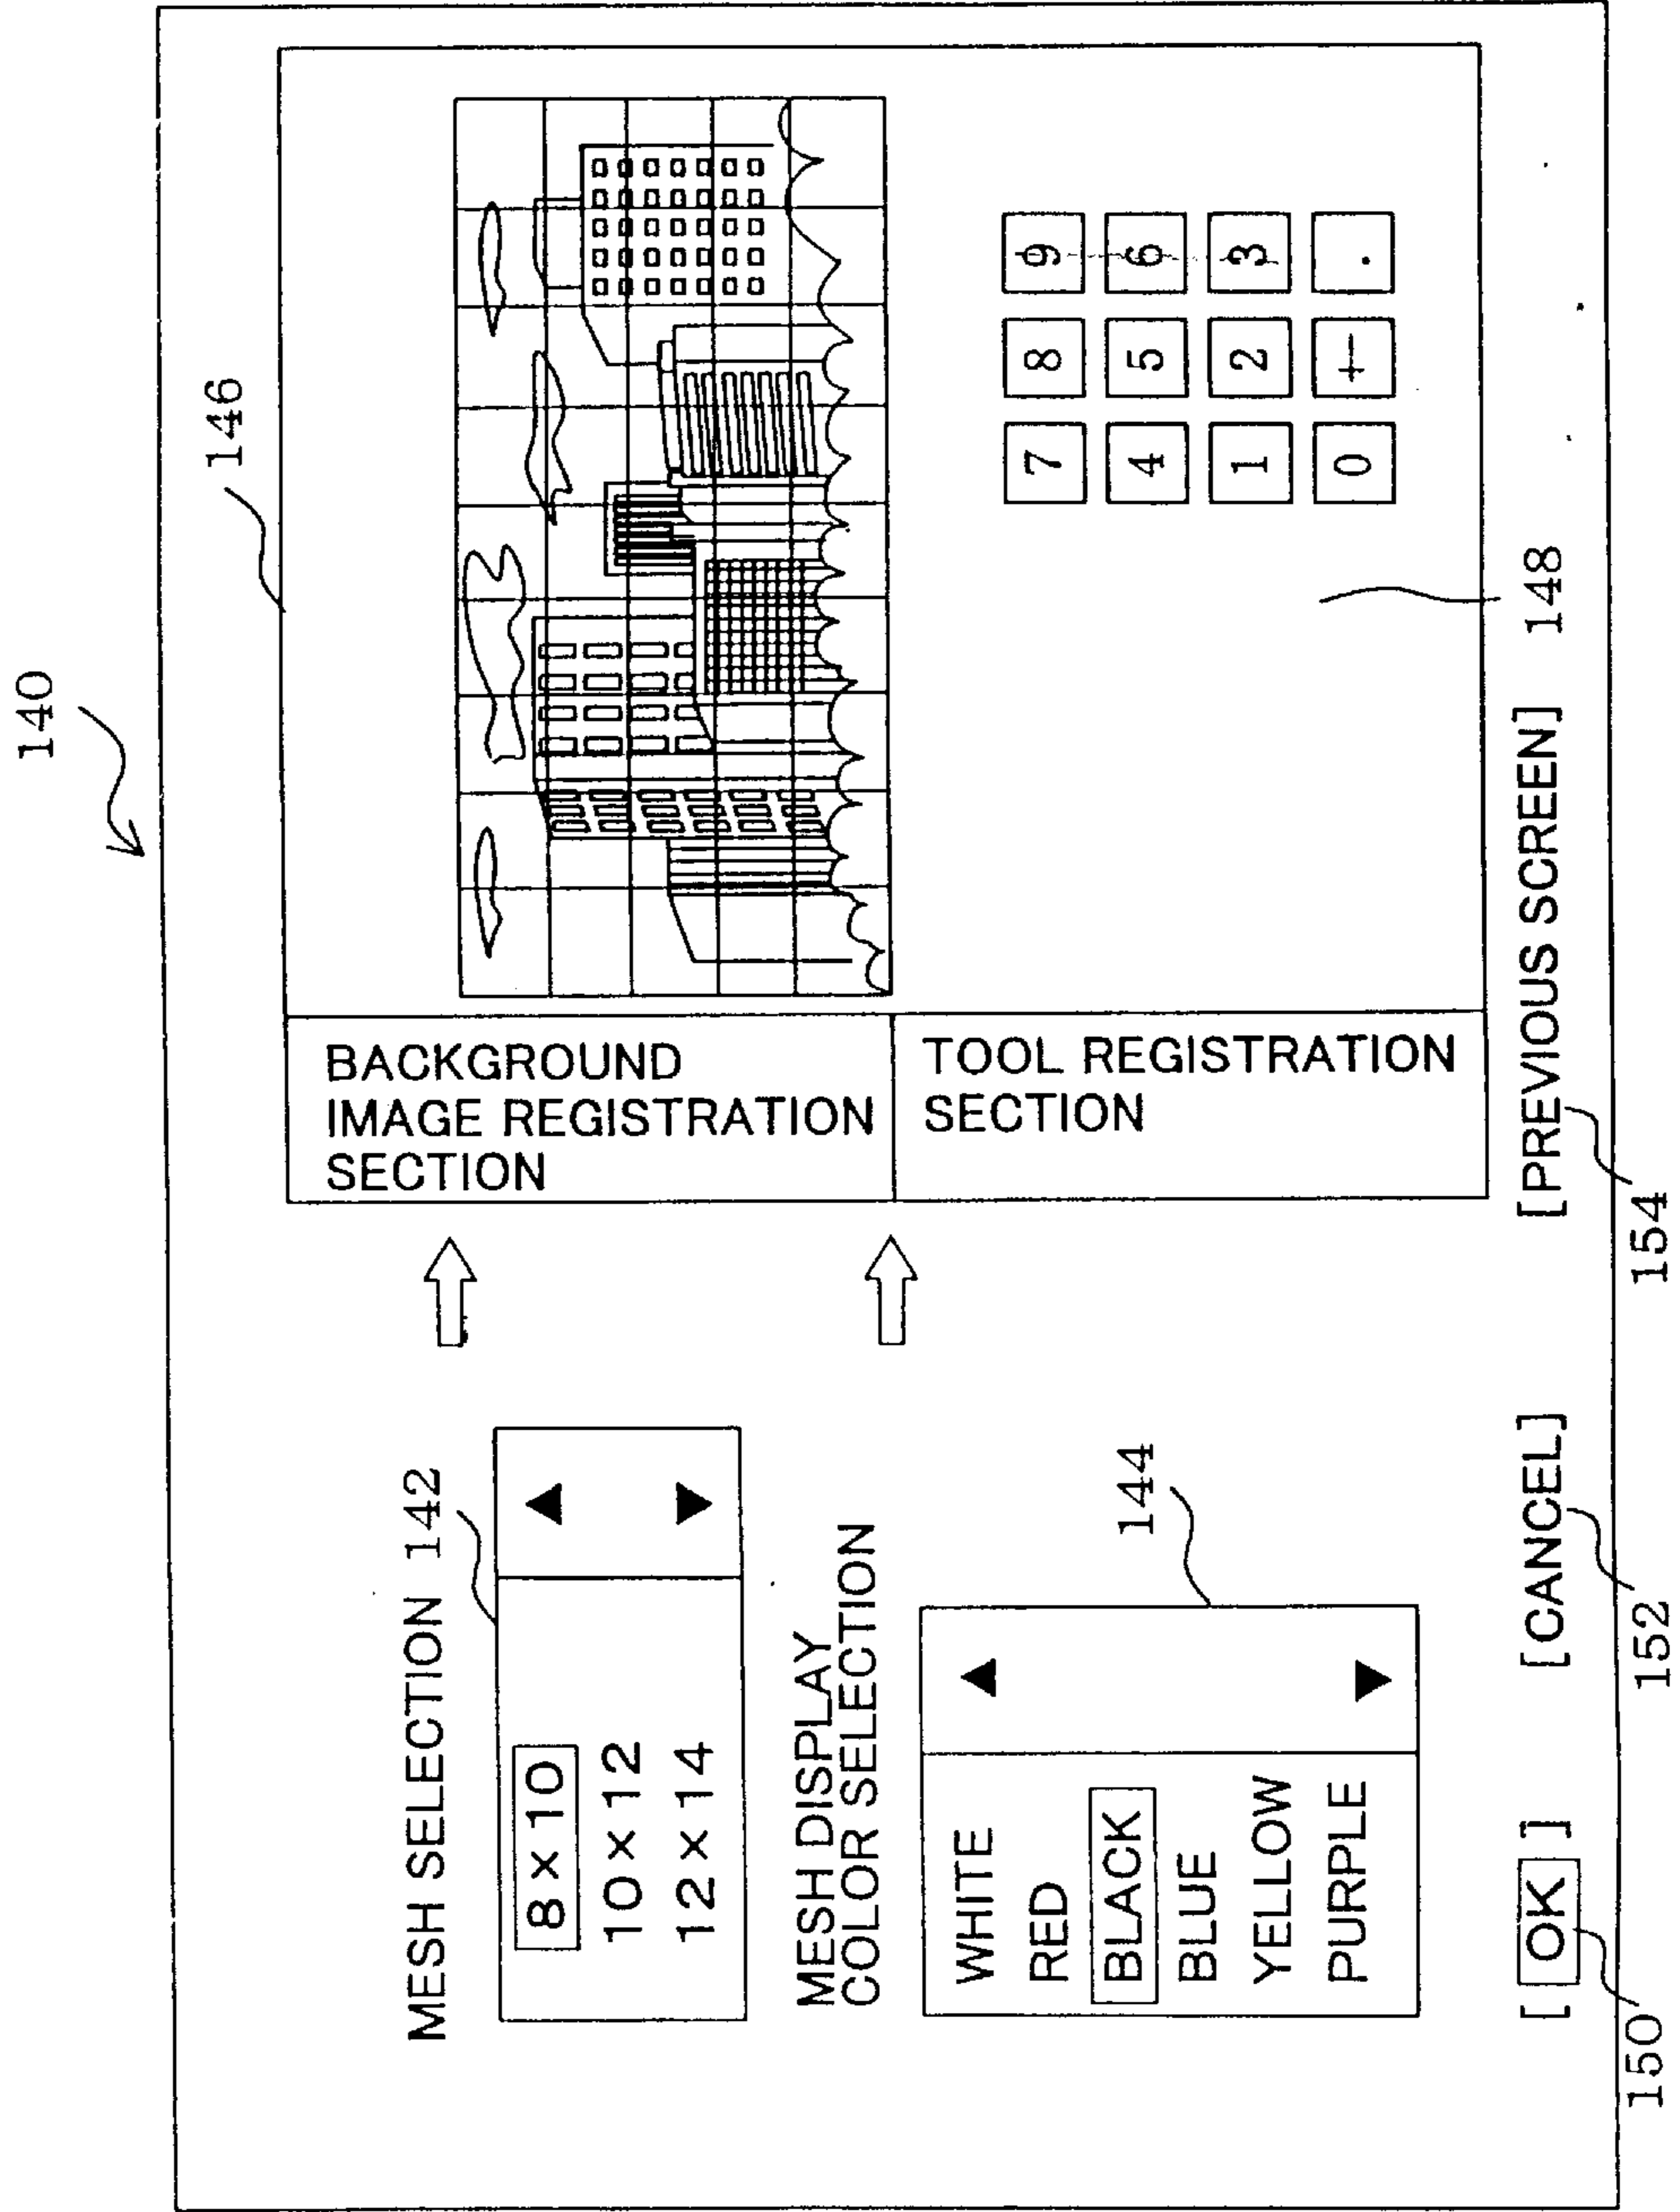 140
146
MESH SELECTION 142
8×10
10×12
12×14
MESH DISPLAY
COLOR SELECTION
144
WHITE
RED
BLACK
BLUE
YELLOW
PURPLE
BACKGROUND
IMAGE REGISTRATION
SECTION
TOOL REGISTRATION
SECTION
7 8 9
4 5 6
1 2 3
0 +- .
148
[OK] [CANCEL] [PREVIOUS SCREEN]
150 152 154